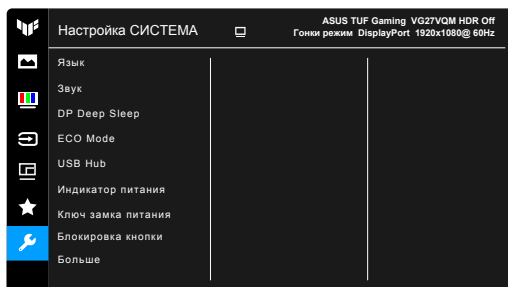 Настройка СИСТЕМА
ASUS TUF Gaming VG27VQM HDR Off
Гонки режим DisplayPort 1920x1080@ 60Hz
Язык
Звук
DP Deep Sleep
ECO Mode
USB Hub
Индикатор питания
Ключ замка питания
Блокировка кнопки
Больше